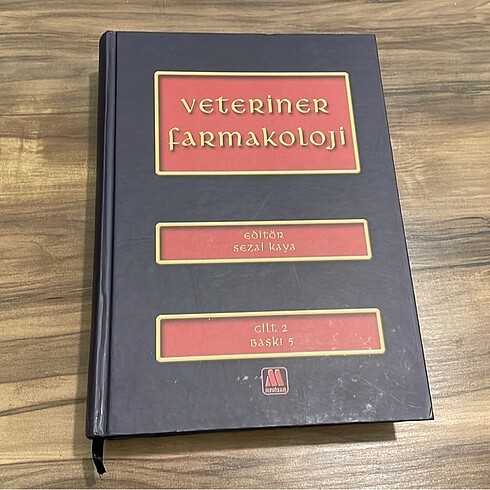 Veteriner
farmakoloji
Editör
Sezai Kaya
Cilt 2
Baskı 5